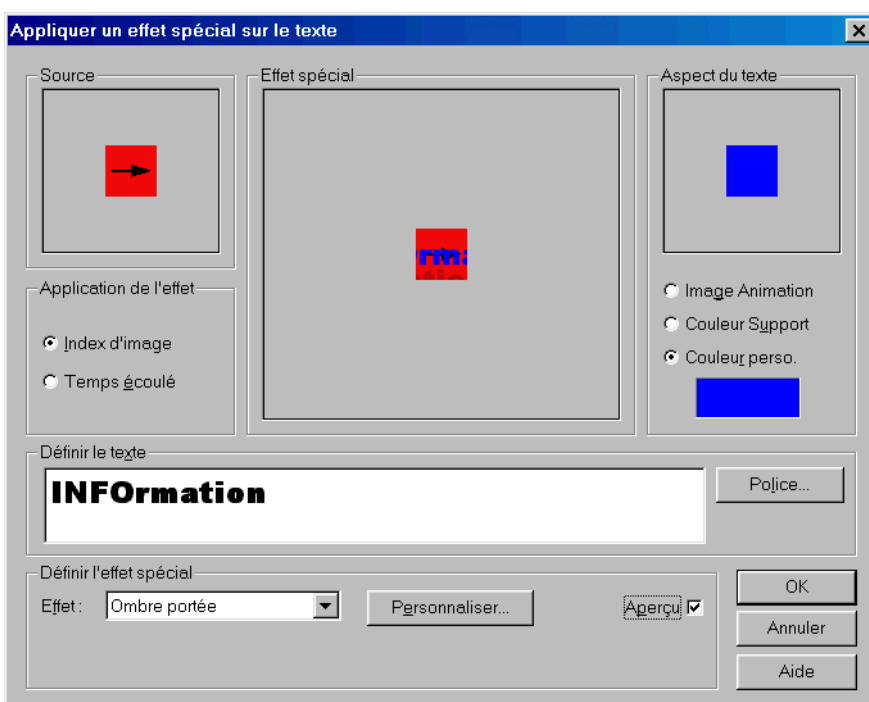 Appliquer un effet spécial sur le texte
Source
Effet spécial
Aspect du texte
Application de l'effet
Index d'image
Temps écoulé
Image Animation
Couleur Support
Couleur perso.
Définir le texte
INFOrmation
Police...
Définir l'effet spécial
Effet :
Ombre portée
Personnaliser...
Aperçu
OK
Annuler
Aide